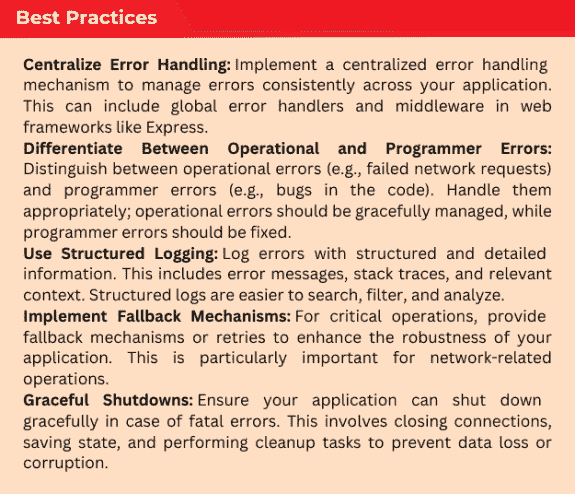 Best Practices
Centralize Error Handling: Implement a centralized error handling
mechanism to manage errors consistently across your application.
This can include global error handlers and middleware in web
frameworks like Express.
Differentiate Between Operational and Programmer Errors:
Distinguish between operational errors (e.g., failed network requests)
and programmer errors (e.g., bugs in the code). Handle them
appropriately; operational errors should be gracefully managed, while
programmer errors should be fixed.
Use Structured Logging: Log errors with structured and detailed
information. This includes error messages, stack traces, and relevant
context. Structured logs are easier to search, filter, and analyze.
Implement Fallback Mechanisms: For critical operations, provide
fallback mechanisms or retries to enhance the robustness of your
application. This is particularly important for network-related
operations.
Graceful Shutdowns: Ensure your application can shut down
gracefully in case of fatal errors. This involves closing connections,
saving state, and performing cleanup tasks to prevent data loss or
corruption.